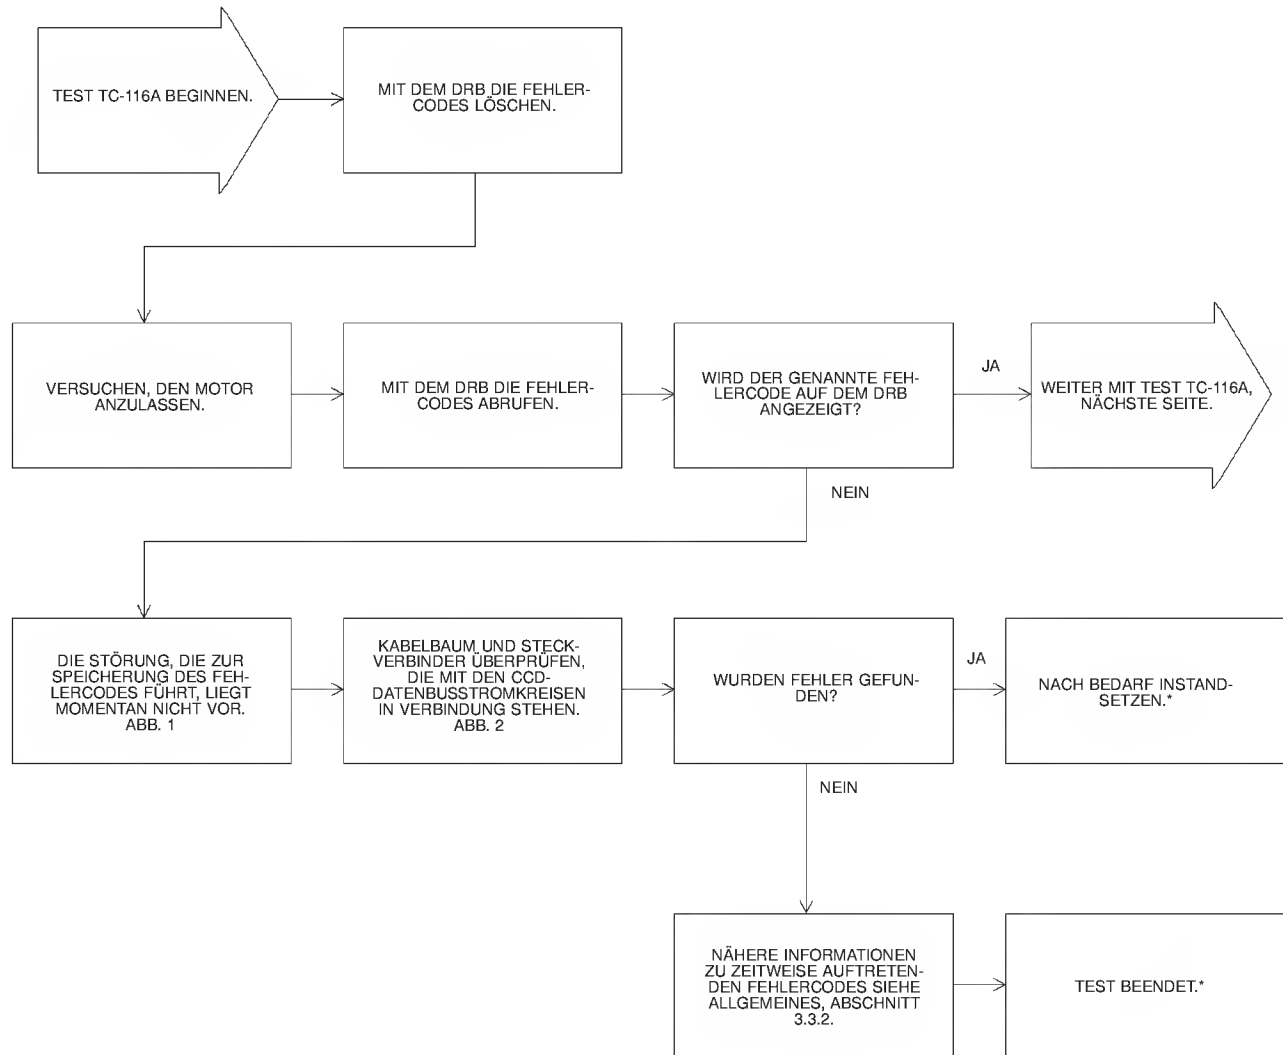 TEST TC-116A BEGINNEN.
MIT DEM DRB DIE FEHLER-
CODES LÖSCHEN.
VERSUCHEN, DEN MOTOR
ANZULASSEN.
MIT DEM DRB DIE FEHLER-
CODES ABRUFEN.
WIRD DER GENANNTE FEH-
LERCODE AUF DEM DRB
ANGEZEIGT?
JA
WEITER MIT TEST TC-116A,
NÄCHSTE SEITE.
NEIN
DIE STÖRUNG, DIE ZUR
SPEICHERUNG DES FEH-
LERCODES FÜHRT, LIEGT
MOMENTAN NICHT VOR.
ABB. 1
KABELBAUM UND STECK-
VERBINDER ÜBERPRÜFEN,
DIE MIT DEN CCD-
DATENBUSSTROMKREISEN
IN VERBINDUNG STEHEN.
ABB. 2
WURDEN FEHLER GEFUN-
DEN?
JA
NACH BEDARF INSTAND-
SETZEN.*
NEIN
NÄHERE INFORMATIONEN
ZU ZEITWEISE AUFTRETEN-
DEN FEHLERCODES SIEHE
ALLGEMEINES, ABSCHNITT
3.3.2.
TEST BEENDET.*